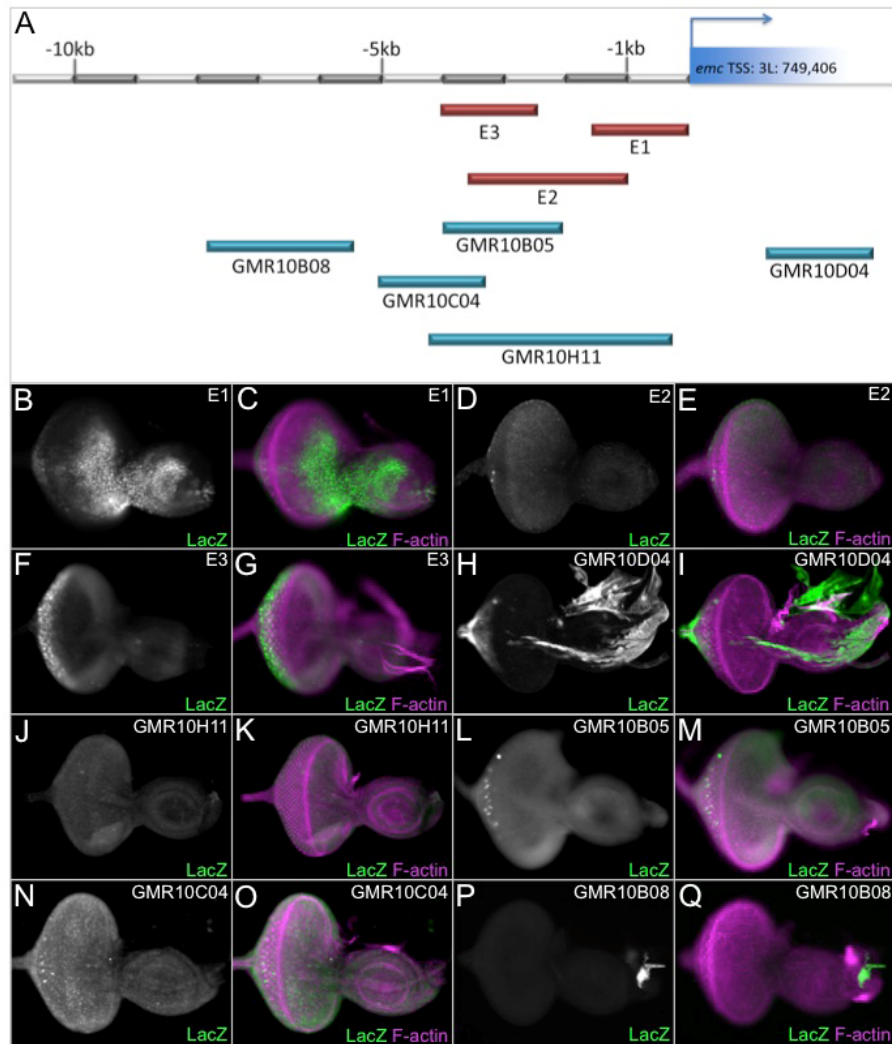 A
-10kb -5kb -1kb
emc TSS: 3L: 749,406
E3
E1
E2
GMR10B05
GMR10B08
GMR10D04
GMR10C04
GMR10H11
B E1 C E1 D E2 E E2
LacZ LacZ F-actin LacZ LacZ F-actin
F E3 G E3 H GMR10D04 I GMR10D04
LacZ LacZ F-actin LacZ LacZ F-actin
J GMR10H11 K GMR10H11 L GMR10B05 M GMR10B05
LacZ LacZ F-actin LacZ LacZ F-actin
N GMR10C04 O GMR10C04 P GMR10B08 Q GMR10B08
LacZ LacZ F-actin LacZ LacZ F-actin